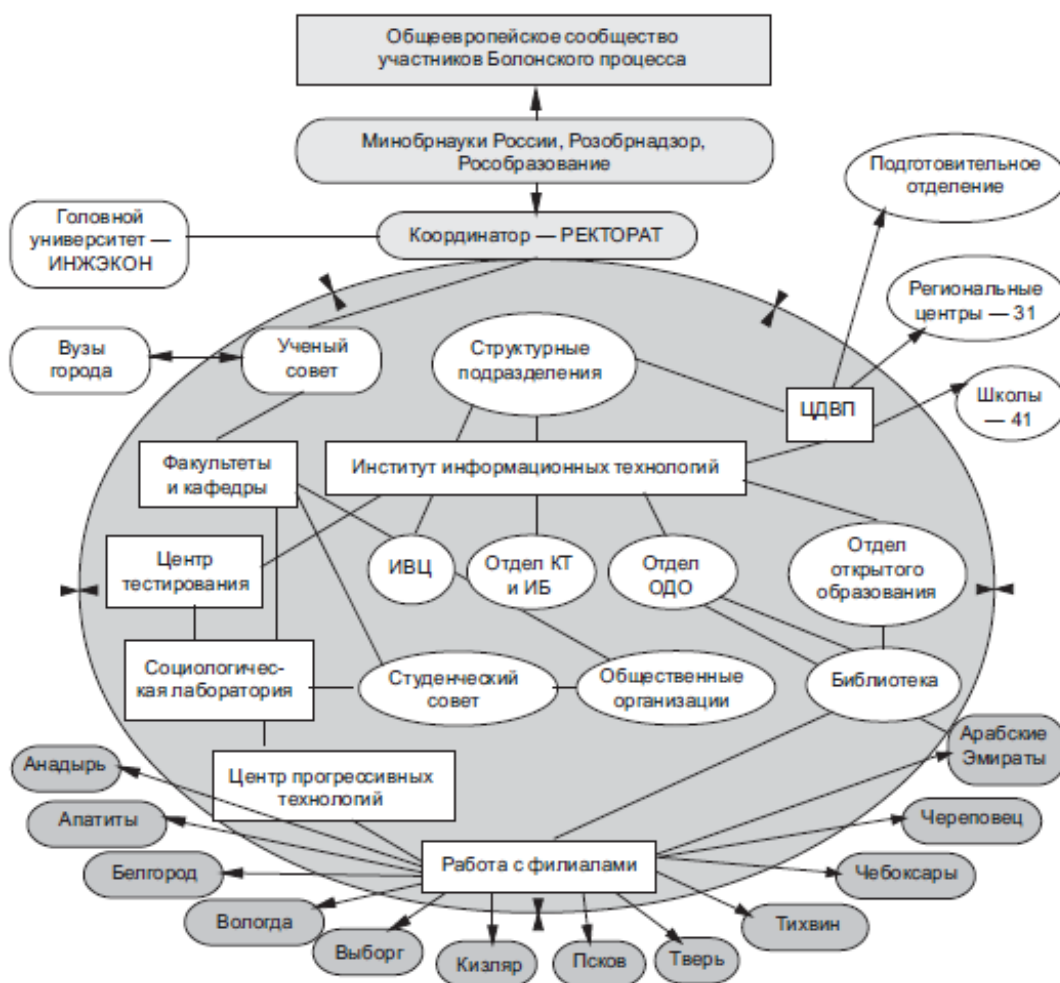 Общеевропейское сообщество
участников Болонского процесса
Минобрнауки России, Розобрнадзор,
Рособразование
Подготовительное
отделение
Головной
университет —
ИНЖЭКОН
Координатор — РЕКТОРАТ
Региональные
центры — 31
Вузы
города
Ученый
совет
Структурные
подразделения
ЦДВП
Школы
— 41
Факультеты
и кафедры
Институт информационных технологий
Центр
тестирования
ИВЦ
Отдел КТ
и ИБ
Отдел
ОДО
Отдел
открытого
образования
Социологичес-
кая лаборатория
Студенческий
совет
Общественные
организации
Библиотека
Анадырь
Центр прогрессивных
технологий
Арабские
Эмираты
Апатиты
Череповец
Белгород
Работа с филиалами
Чебоксары
Вологда
Тихвин
Выборг
Кизляр
Псков
Тверь